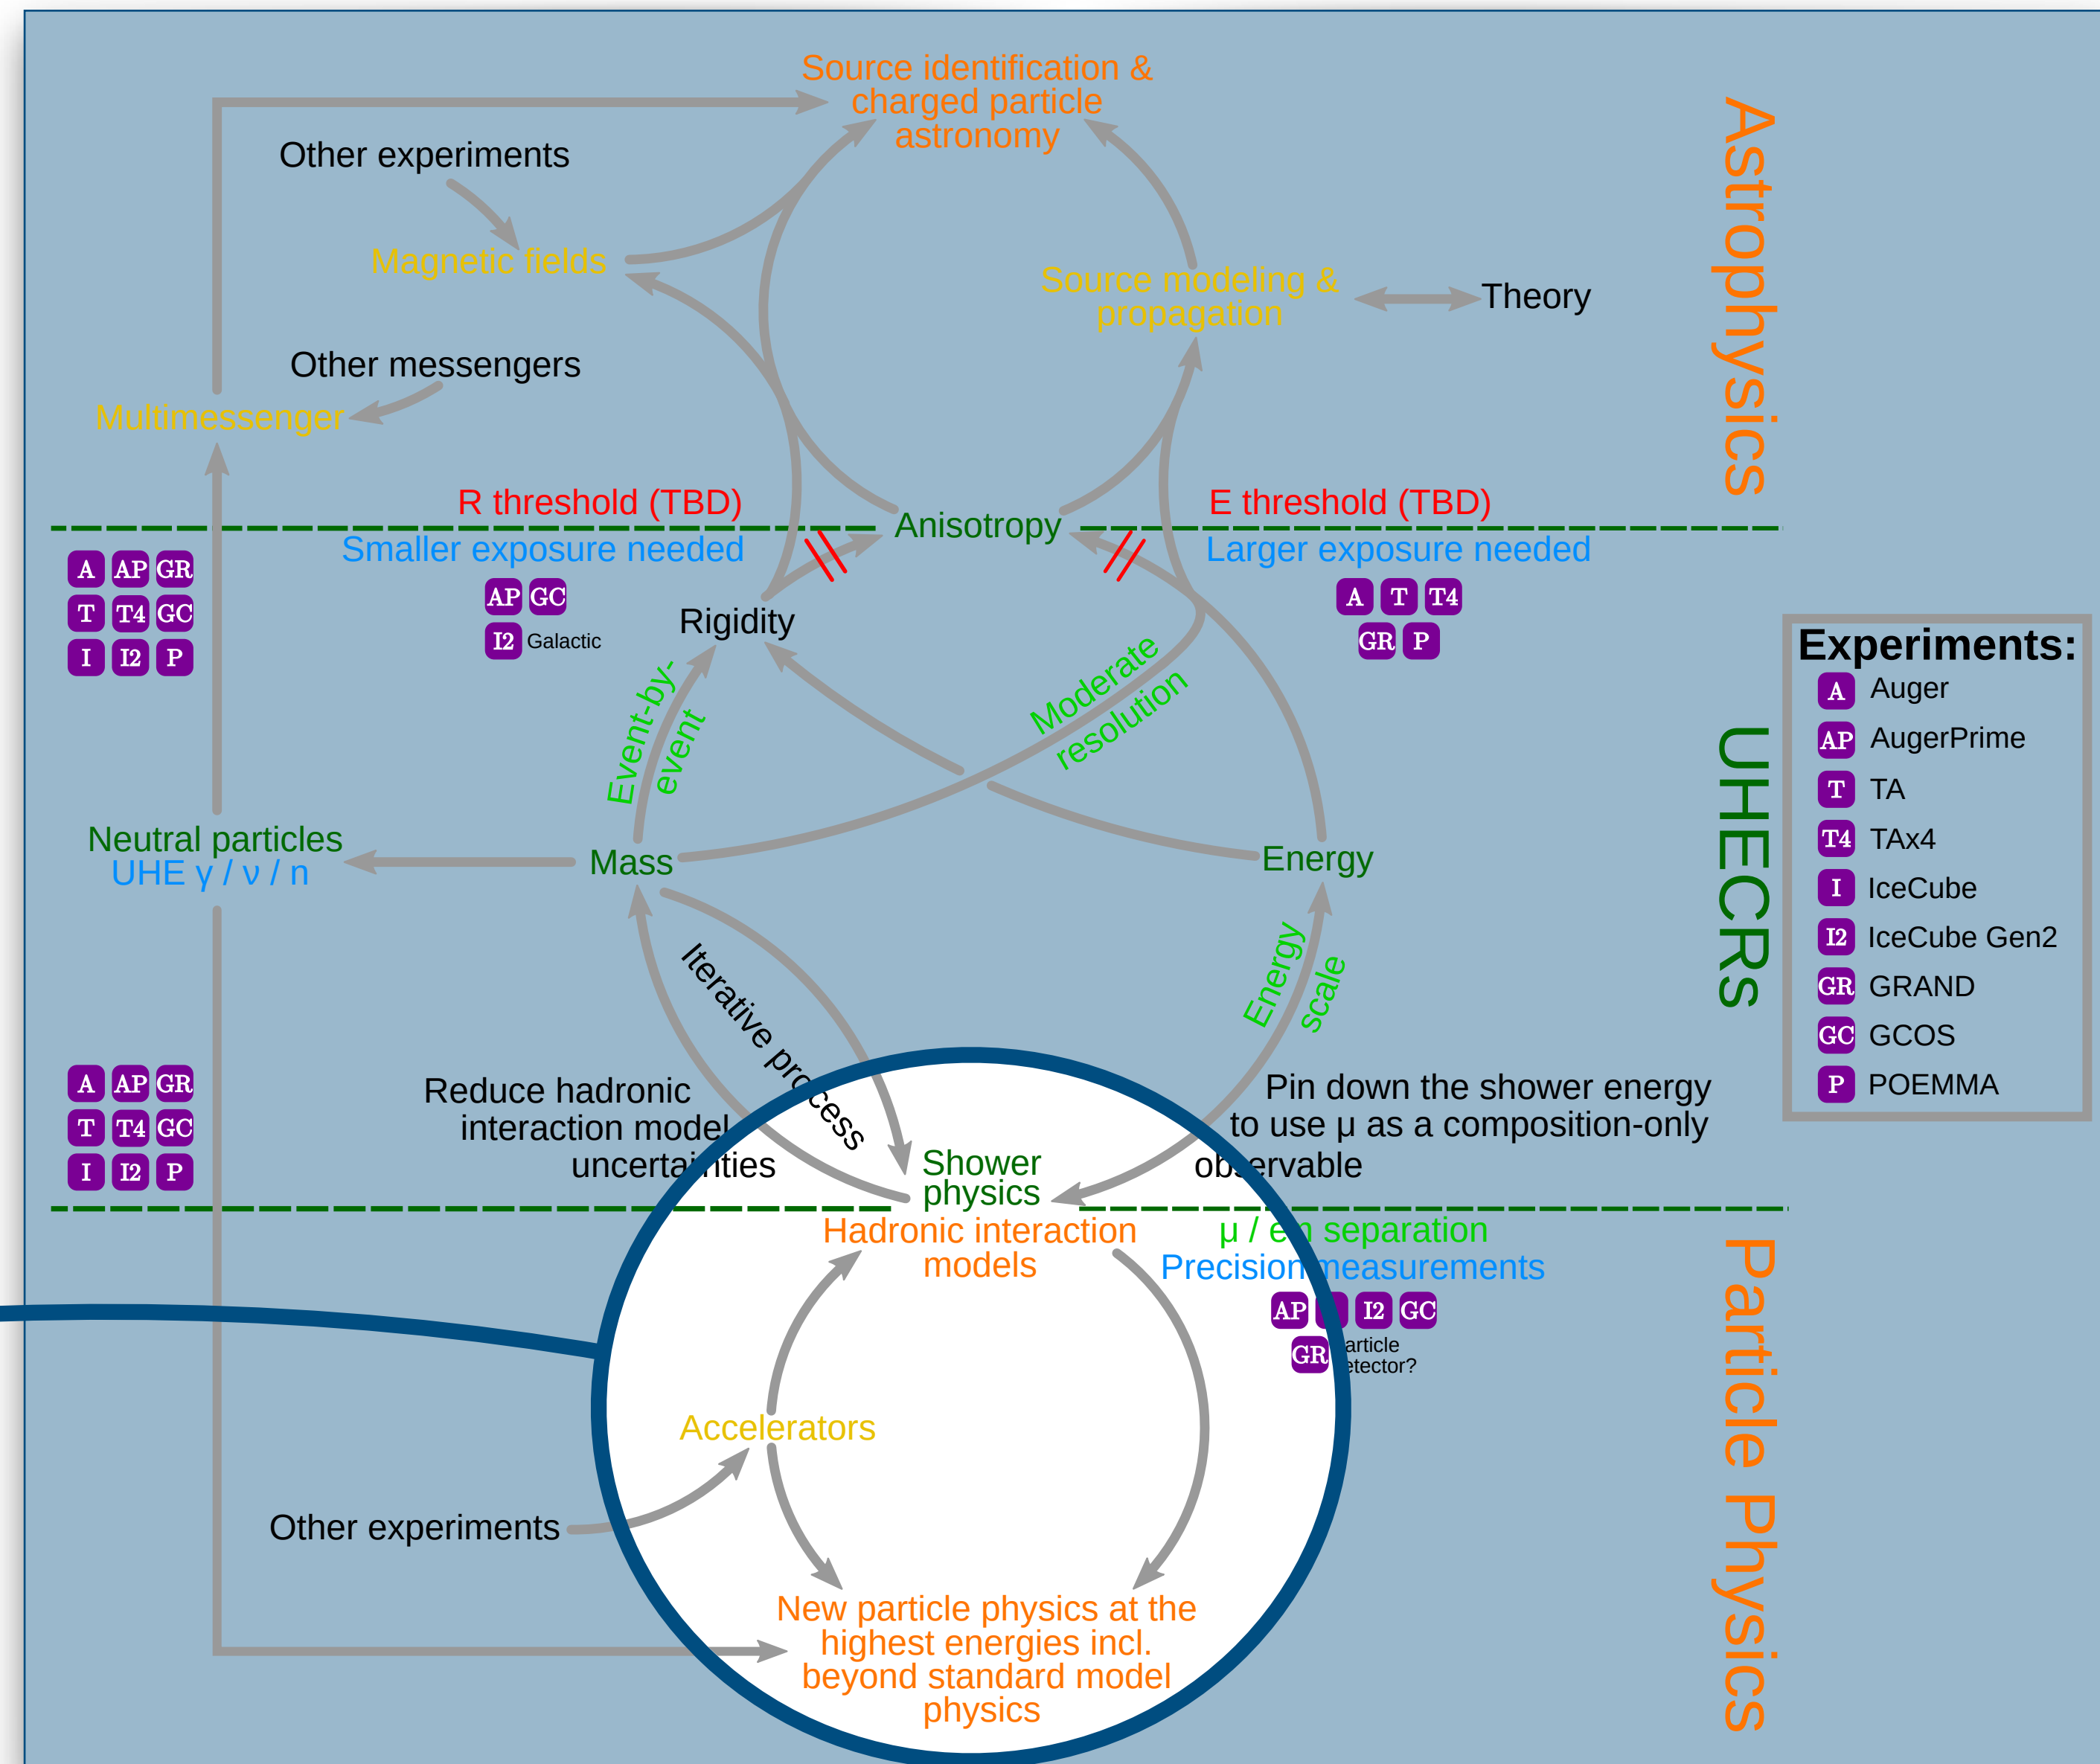 Source identification &
charged particle
astronomy
Other experiments
Magnetic fields
Source modeling &
propagation
Theory
Other messengers
Multimessenger
Astrophysics
R threshold (TBD)
E threshold (TBD)
Anisotropy
Smaller exposure needed
Larger exposure needed
A AP GR
T T4 GC
I I2 P
AP GC
I2 Galactic
Rigidity
A T T4
GR P
Event-by-
event
Moderate
resolution
Neutral particles
UHE γ / ν / n
Mass
Energy
UHECRs
Experiments:
A Auger
AP AugerPrime
T TA
T4 TAx4
I IceCube
I2 IceCube Gen2
GR GRAND
GC GCOS
P POEMMA
Iterative process
Energy
scale
A AP GR
T T4 GC
I I2 P
Reduce hadronic
interaction model
uncertainties
Pin down the shower energy
to use μ as a composition-only
observable
Shower
physics
Hadronic interaction
models
μ / em separation
Precision measurements
AP I2 GC
GR
Accelerators
Other experiments
New particle physics at the
highest energies incl.
beyond standard model
physics
Particle Physics